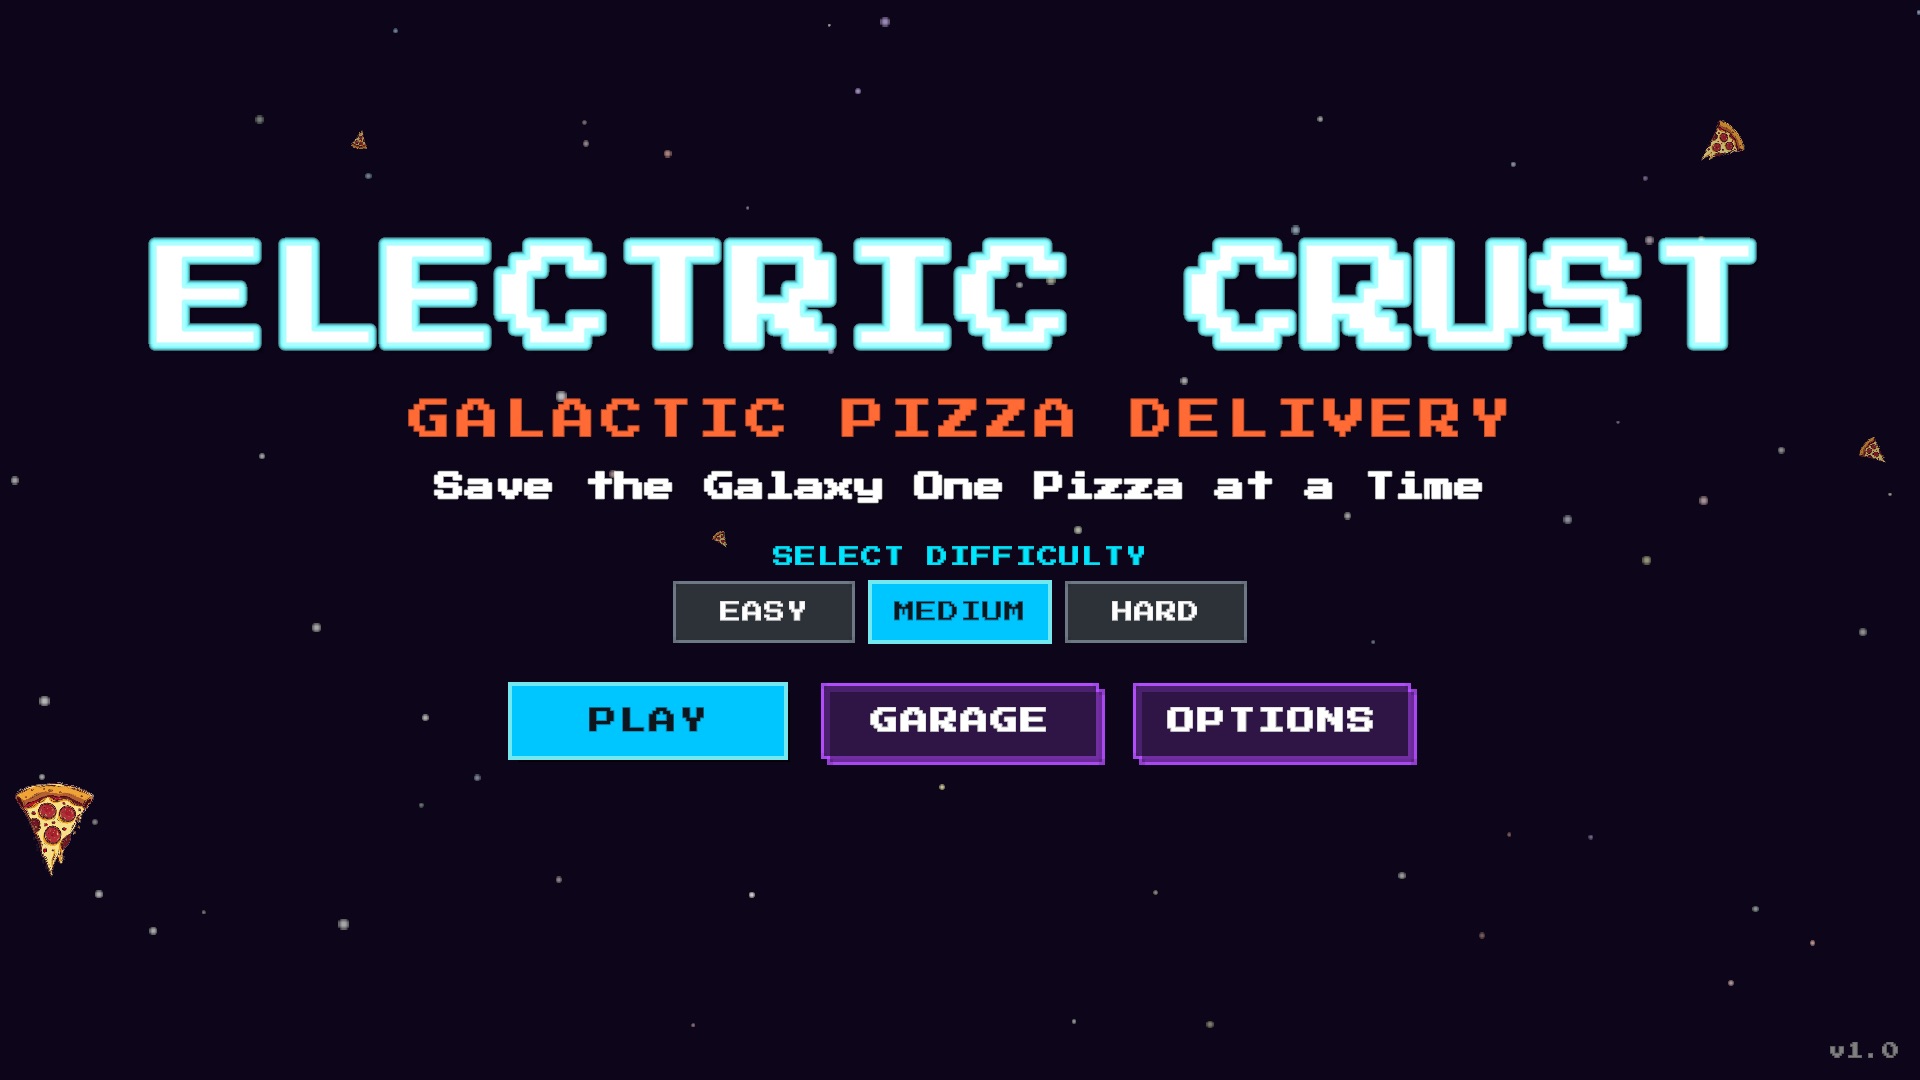 ELECTRIC CRUST
GALACTIC PIZZA DELIVERY
Save the Galaxy One Pizza at a Time
SELECT DIFFICULTY
EASY MEDIUM HARD
PLAY GARAGE OPTIONS
v1.0